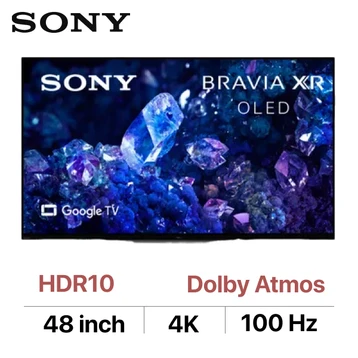 SONY
SONY
BRAVIA XR
OLED
Google TV
HDR10
Dolby Atmos
48 inch
4K
100 Hz